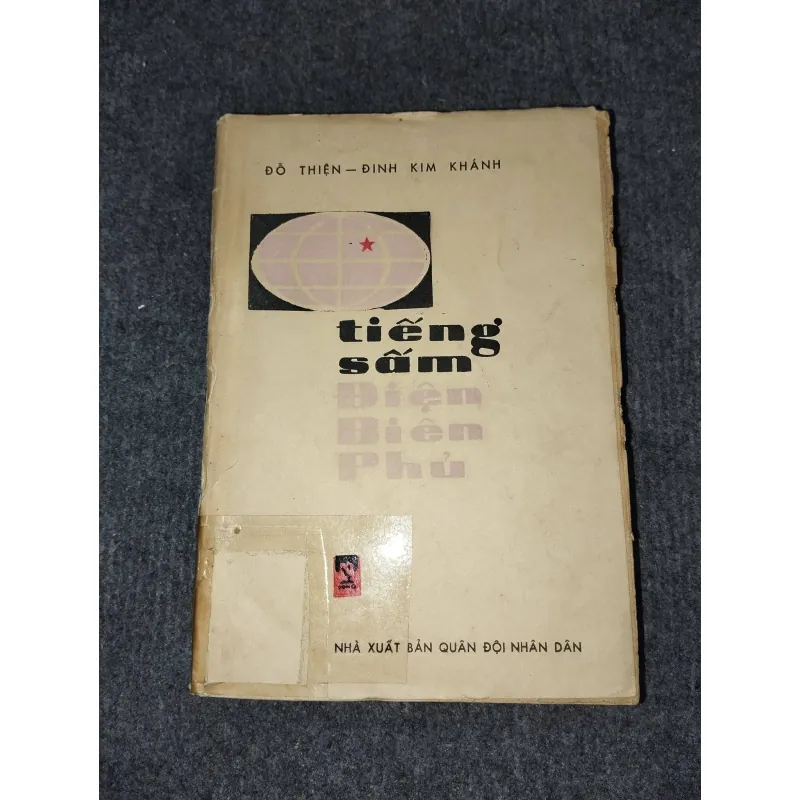 ĐỖ THIỆN — ĐINH KIM KHÁNH
tiếng
sấm
Điện
Biên
Phủ
NHÀ XUẤT BẢN QUÂN ĐỘI NHÂN DÂN